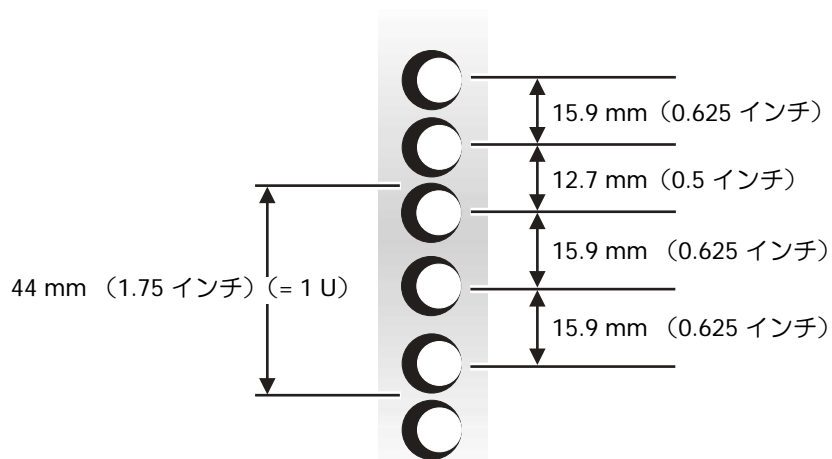 15.9 mm（0.625 インチ）
12.7 mm（0.5 インチ）
15.9 mm （0.625 インチ）
44 mm （1.75 インチ）（= 1 U）
15.9 mm （0.625 インチ）